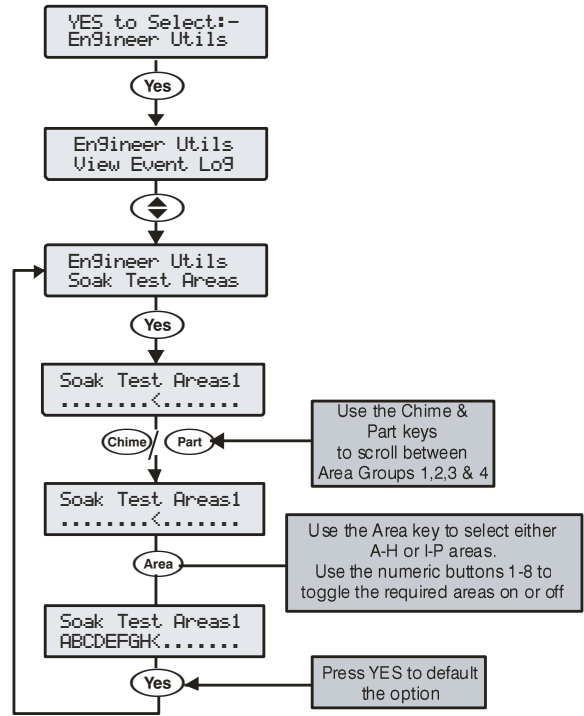 YES to Select:-
Engineer Utils
Yes
Engineer Utils
View Event Log
Engineer Utils
Soak Test Areas
Yes
Soak Test Areas1
........<.......
Chime / Part
Use the Chime &
Part keys
to scroll between
Area Groups 1,2,3 & 4
Soak Test Areas1
........<.......
Area
Use the Area key to select either
A-H or I-P areas.
Use the numeric buttons 1-8 to
toggle the required areas on or off
Soak Test Areas1
ABCDEFGH<.......
Yes
Press YES to default
the option